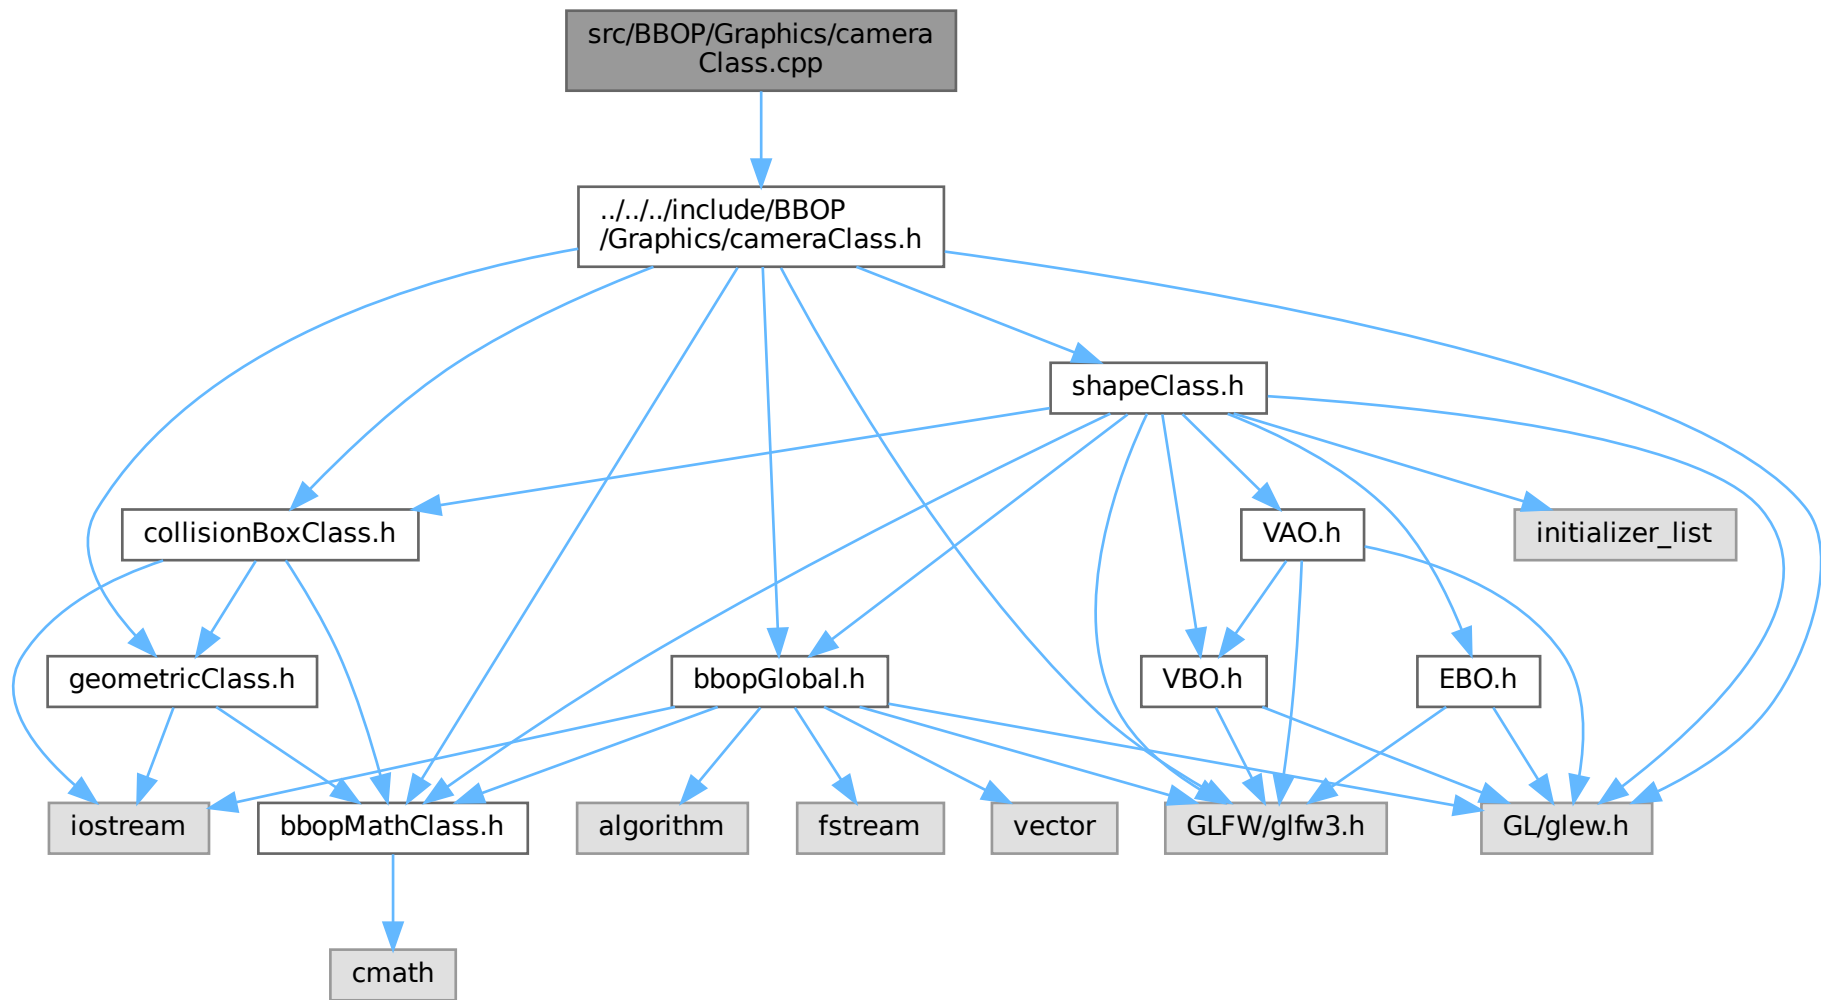 src/BBOP/Graphics/camera
Class.cpp
../../../include/BBOP
/Graphics/cameraClass.h
shapeClass.h
collisionBoxClass.h
VAO.h
initializer_list
geometricClass.h
bbopGlobal.h
VBO.h
EBO.h
iostream
bbopMathClass.h
algorithm
fstream
vector
GLFW/glfw3.h
GL/glew.h
cmath